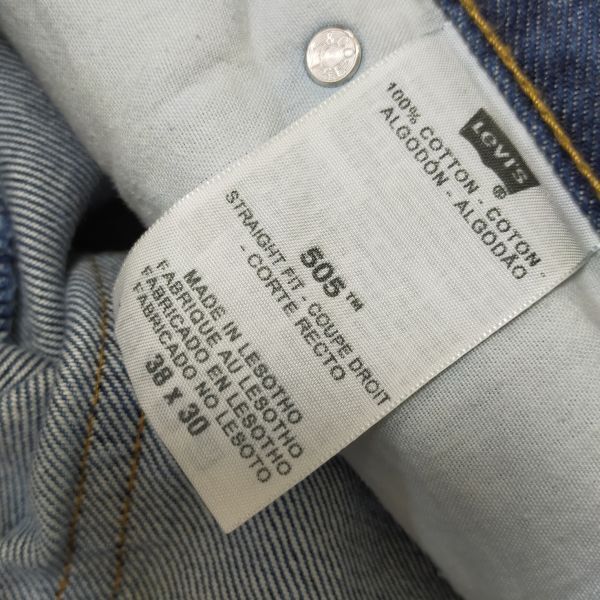 LEVI'S
®
100% COTTON - COTON -
ALGODÓN - ALGODÃO
505™
STRAIGHT FIT - COUPE DROIT
- CORTE RECTO
MADE IN LESOTHO
FABRIQUE AU LESOTHO
FABRICADO EN LESOTHO
FABRICADO NO LESOTO
38 x 30
& CO